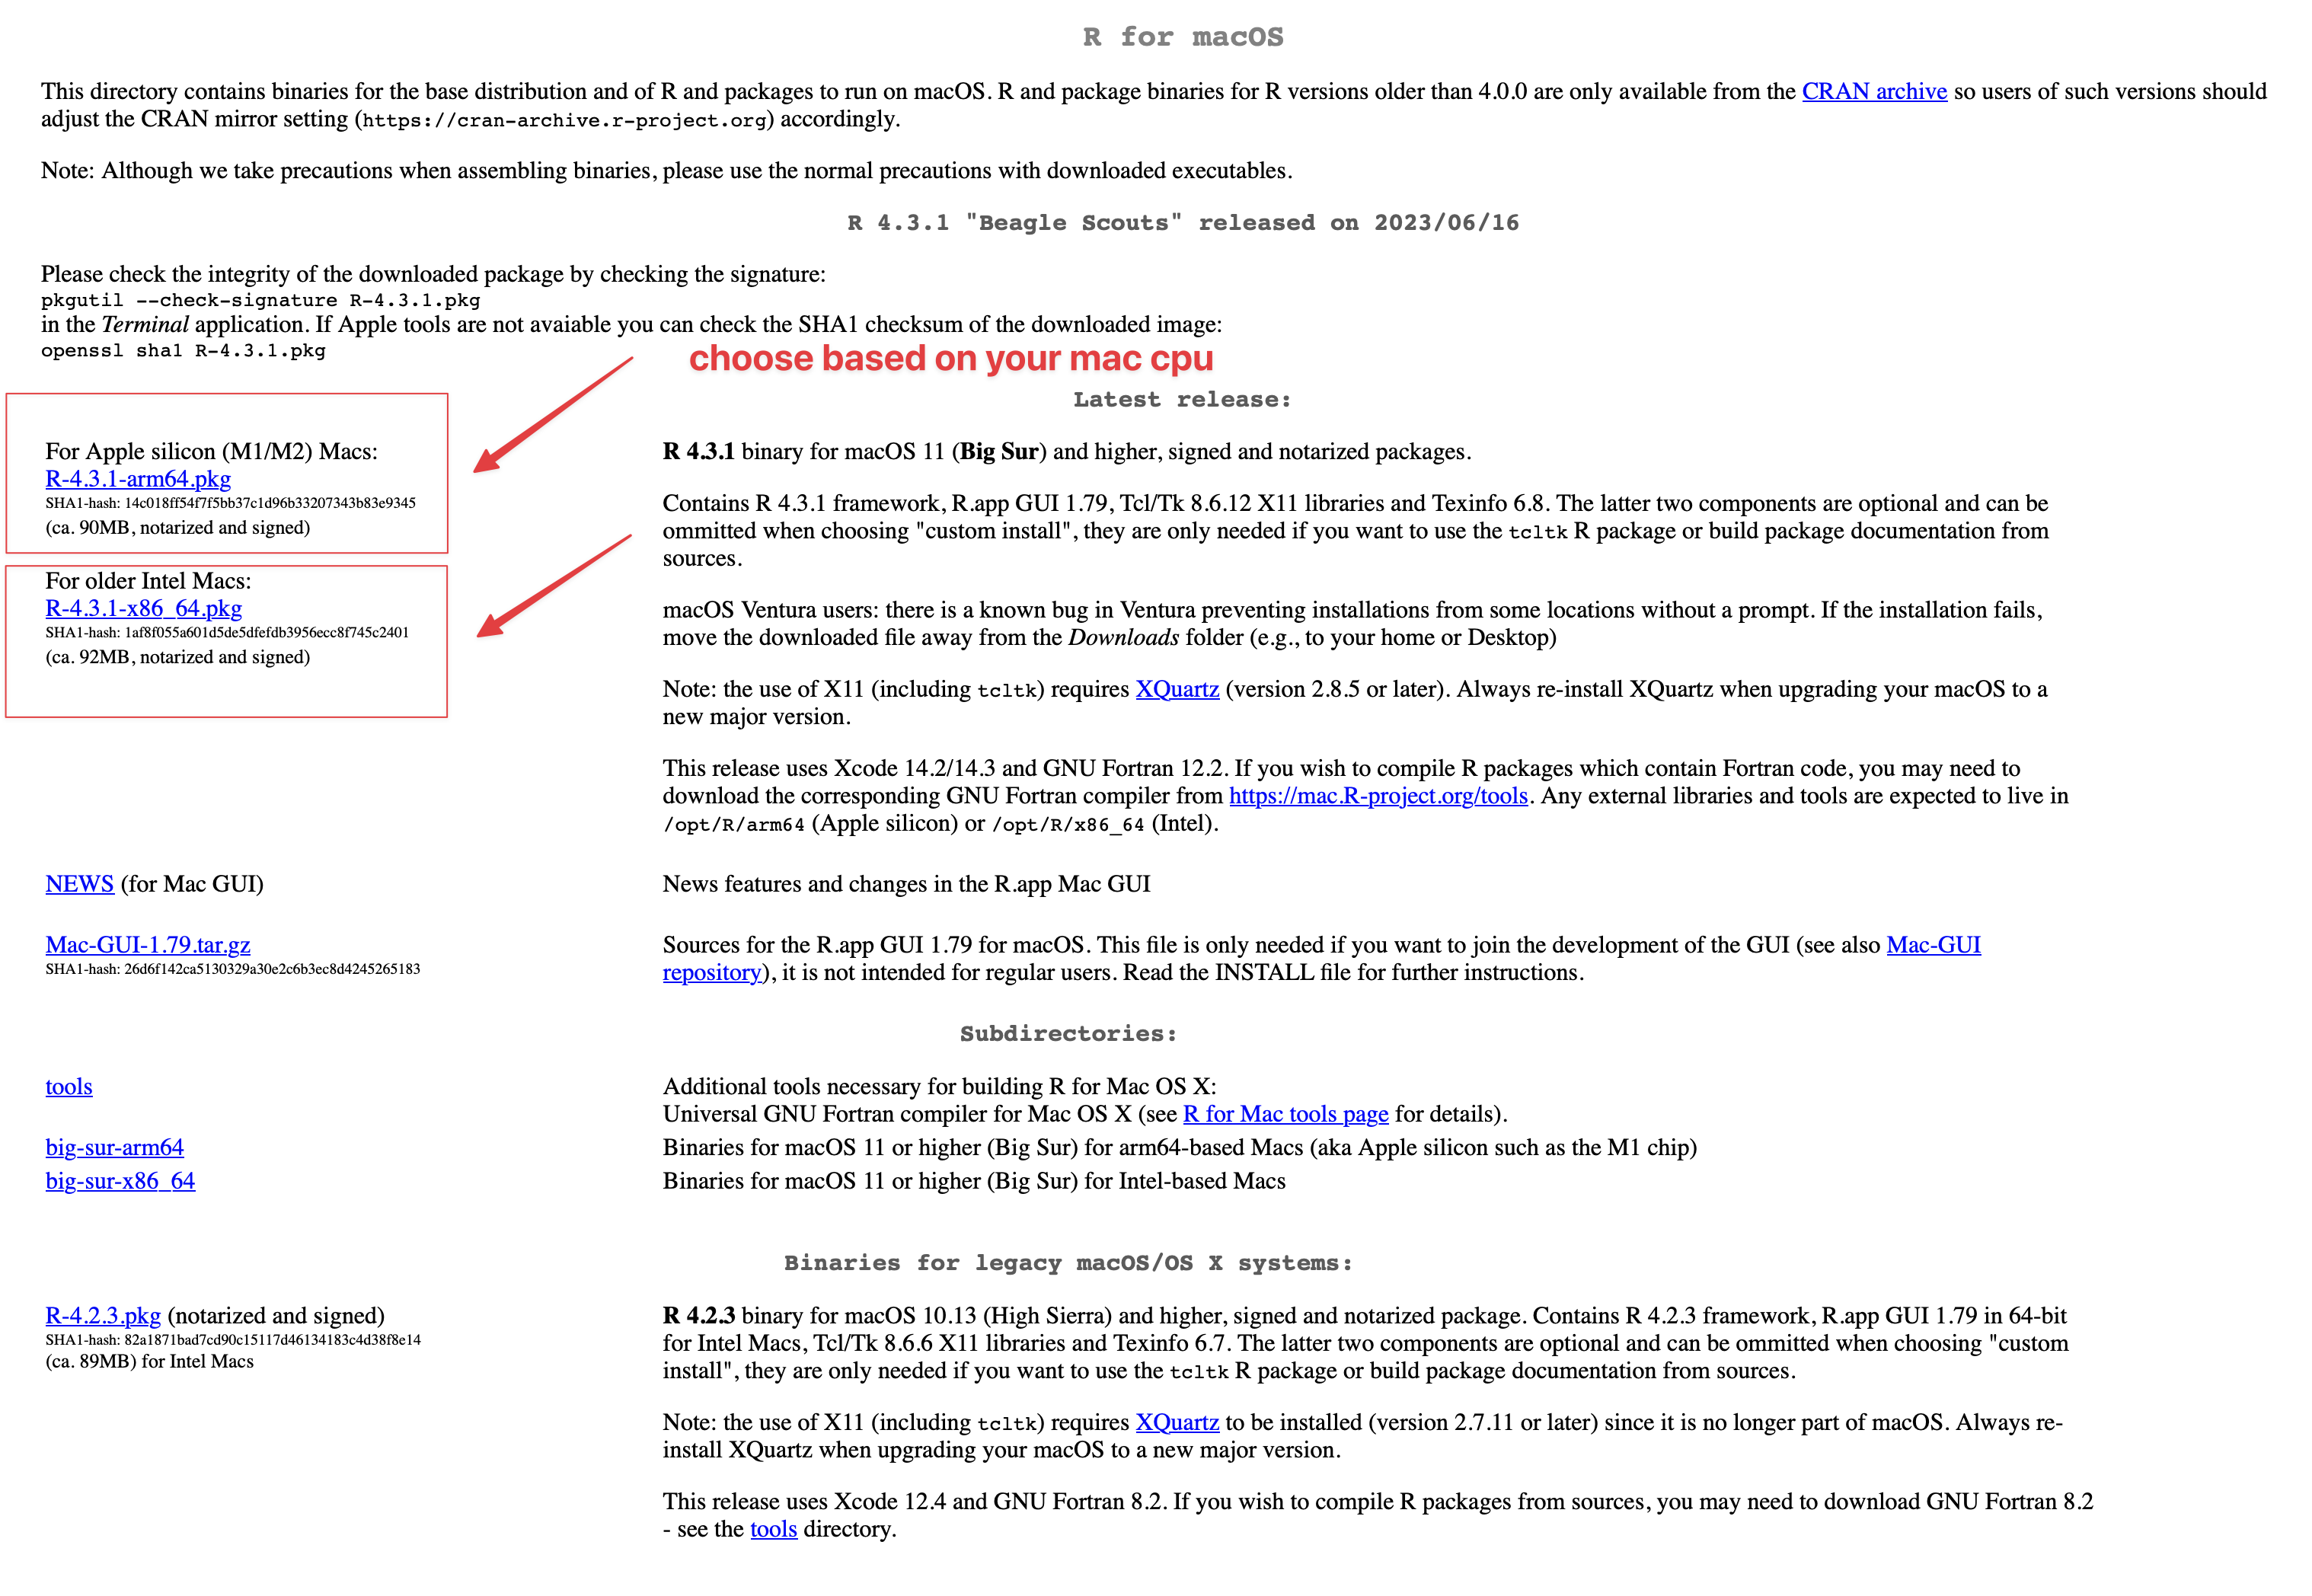 R for macOS
This directory contains binaries for the base distribution and of R and packages to run on macOS. R and package binaries for R versions older than 4.0.0 are only available from the CRAN archive so users of such versions should
adjust the CRAN mirror setting (https://cran-archive.r-project.org) accordingly.
Note: Although we take precautions when assembling binaries, please use the normal precautions with downloaded executables.
R 4.3.1 "Beagle Scouts" released on 2023/06/16
Please check the integrity of the downloaded package by checking the signature:
pkgutil --check-signature R-4.3.1.pkg
in the Terminal application. If Apple tools are not avaiable you can check the SHA1 checksum of the downloaded image:
openssl sha1 R-4.3.1.pkg
choose based on your mac cpu
Latest release:
For Apple silicon (M1/M2) Macs:
R-4.3.1-arm64.pkg
SHA1-hash: 14c018ff54f7f5bb37c1d96b33207343b83e9345
(ca. 90MB, notarized and signed)
For older Intel Macs:
R-4.3.1-x86_64.pkg
SHA1-hash: 1af8f055a601d5de5dfefdb3956ecc8f745c2401
(ca. 92MB, notarized and signed)
R 4.3.1 binary for macOS 11 (Big Sur) and higher, signed and notarized packages.
Contains R 4.3.1 framework, R.app GUI 1.79, Tcl/Tk 8.6.12 X11 libraries and Texinfo 6.8. The latter two components are optional and can be
ommitted when choosing "custom install", they are only needed if you want to use the tcltk R package or build package documentation from
sources.
macOS Ventura users: there is a known bug in Ventura preventing installations from some locations without a prompt. If the installation fails,
move the downloaded file away from the Downloads folder (e.g., to your home or Desktop)
Note: the use of X11 (including tcltk) requires XQuartz (version 2.8.5 or later). Always re-install XQuartz when upgrading your macOS to a
new major version.
This release uses Xcode 14.2/14.3 and GNU Fortran 12.2. If you wish to compile R packages which contain Fortran code, you may need to
download the corresponding GNU Fortran compiler from https://mac.R-project.org/tools. Any external libraries and tools are expected to live in
/opt/R/arm64 (Apple silicon) or /opt/R/x86_64 (Intel).
NEWS (for Mac GUI)
News features and changes in the R.app Mac GUI
Mac-GUI-1.79.tar.gz
SHA1-hash: 26d6f142ca5130329a30e2c6b3ec8d4245265183
Sources for the R.app GUI 1.79 for macOS. This file is only needed if you want to join the development of the GUI (see also Mac-GUI
repository), it is not intended for regular users. Read the INSTALL file for further instructions.
Subdirectories:
tools
Additional tools necessary for building R for Mac OS X:
Universal GNU Fortran compiler for Mac OS X (see R for Mac tools page for details).
big-sur-arm64
Binaries for macOS 11 or higher (Big Sur) for arm64-based Macs (aka Apple silicon such as the M1 chip)
big-sur-x86_64
Binaries for macOS 11 or higher (Big Sur) for Intel-based Macs
Binaries for legacy macOS/OS X systems:
R-4.2.3.pkg (notarized and signed)
SHA1-hash: 82a1871bad7cd90c15117d46134183c4d38f8e14
(ca. 89MB) for Intel Macs
R 4.2.3 binary for macOS 10.13 (High Sierra) and higher, signed and notarized package. Contains R 4.2.3 framework, R.app GUI 1.79 in 64-bit
for Intel Macs, Tcl/Tk 8.6.6 X11 libraries and Texinfo 6.7. The latter two components are optional and can be ommitted when choosing "custom
install", they are only needed if you want to use the tcltk R package or build package documentation from sources.
Note: the use of X11 (including tcltk) requires XQuartz to be installed (version 2.7.11 or later) since it is no longer part of macOS. Always re-
install XQuartz when upgrading your macOS to a new major version.
This release uses Xcode 12.4 and GNU Fortran 8.2. If you wish to compile R packages from sources, you may need to download GNU Fortran 8.2
- see the tools directory.